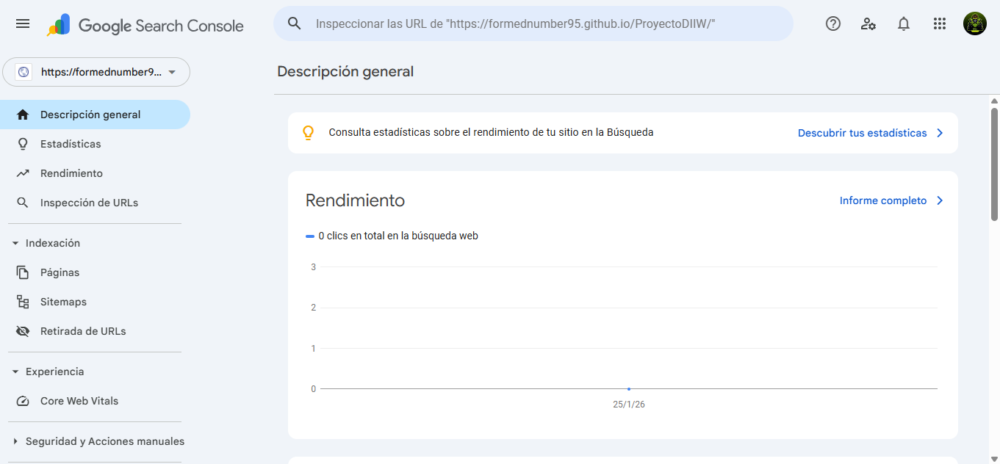 Google Search Console
Inspeccionar las URL de "https://formednumber95.github.io/ProyectoDIIW/"
https://formednumber9...
Descripción general
Estadísticas
Rendimiento
Inspección de URLs
Indexación
Páginas
Sitemaps
Retirada de URLs
Experiencia
Core Web Vitals
Seguridad y Acciones manuales
Descripción general
Consulta estadísticas sobre el rendimiento de tu sitio en la Búsqueda
Descubrir tus estadísticas
Rendimiento
Informe completo
0 clics en total en la búsqueda web
3
2
1
0
25/1/26